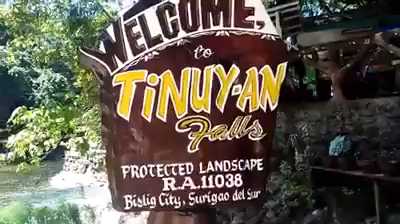 WELCOME,
to
TiNUY-AN
Falls
PROTECTED LANDSCAPE
R.A. 11038
Bislig City, Surigao del Sur